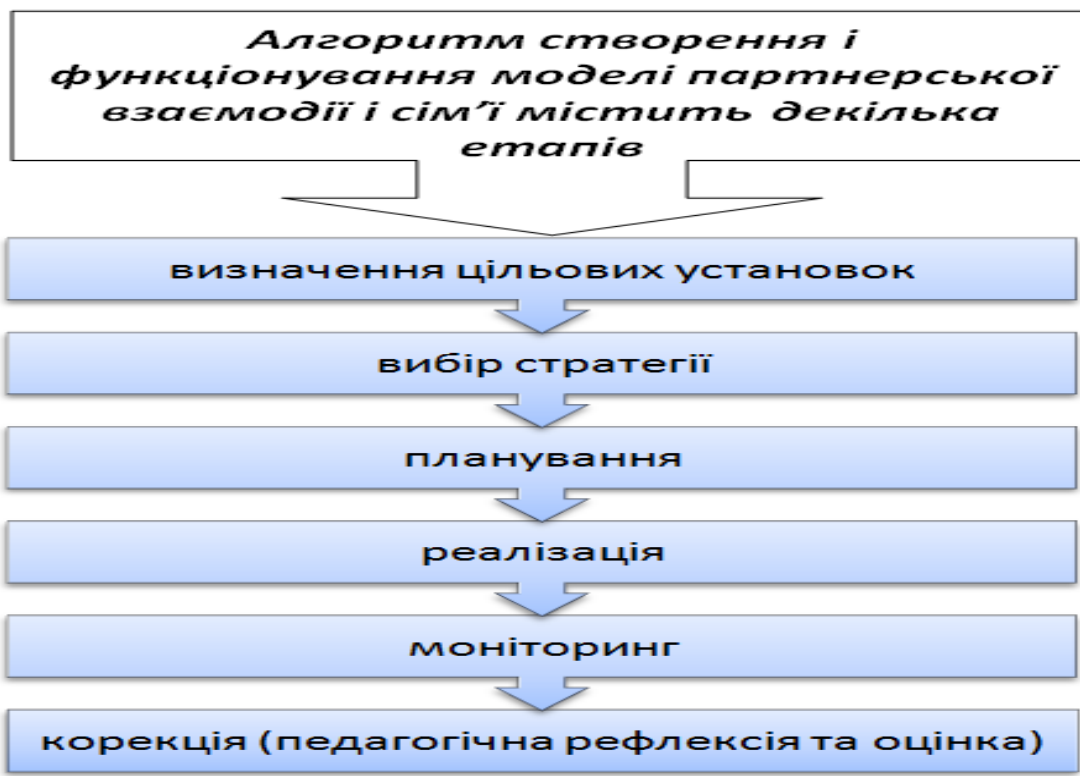 Алгоритм створення і
функціонування моделі партнерської
взаємодії і сім’ї містить декілька
етапів
визначення цільових установок
вибір стратегії
планування
реалізація
моніторинг
корекція (педагогічна рефлексія та оцінка)